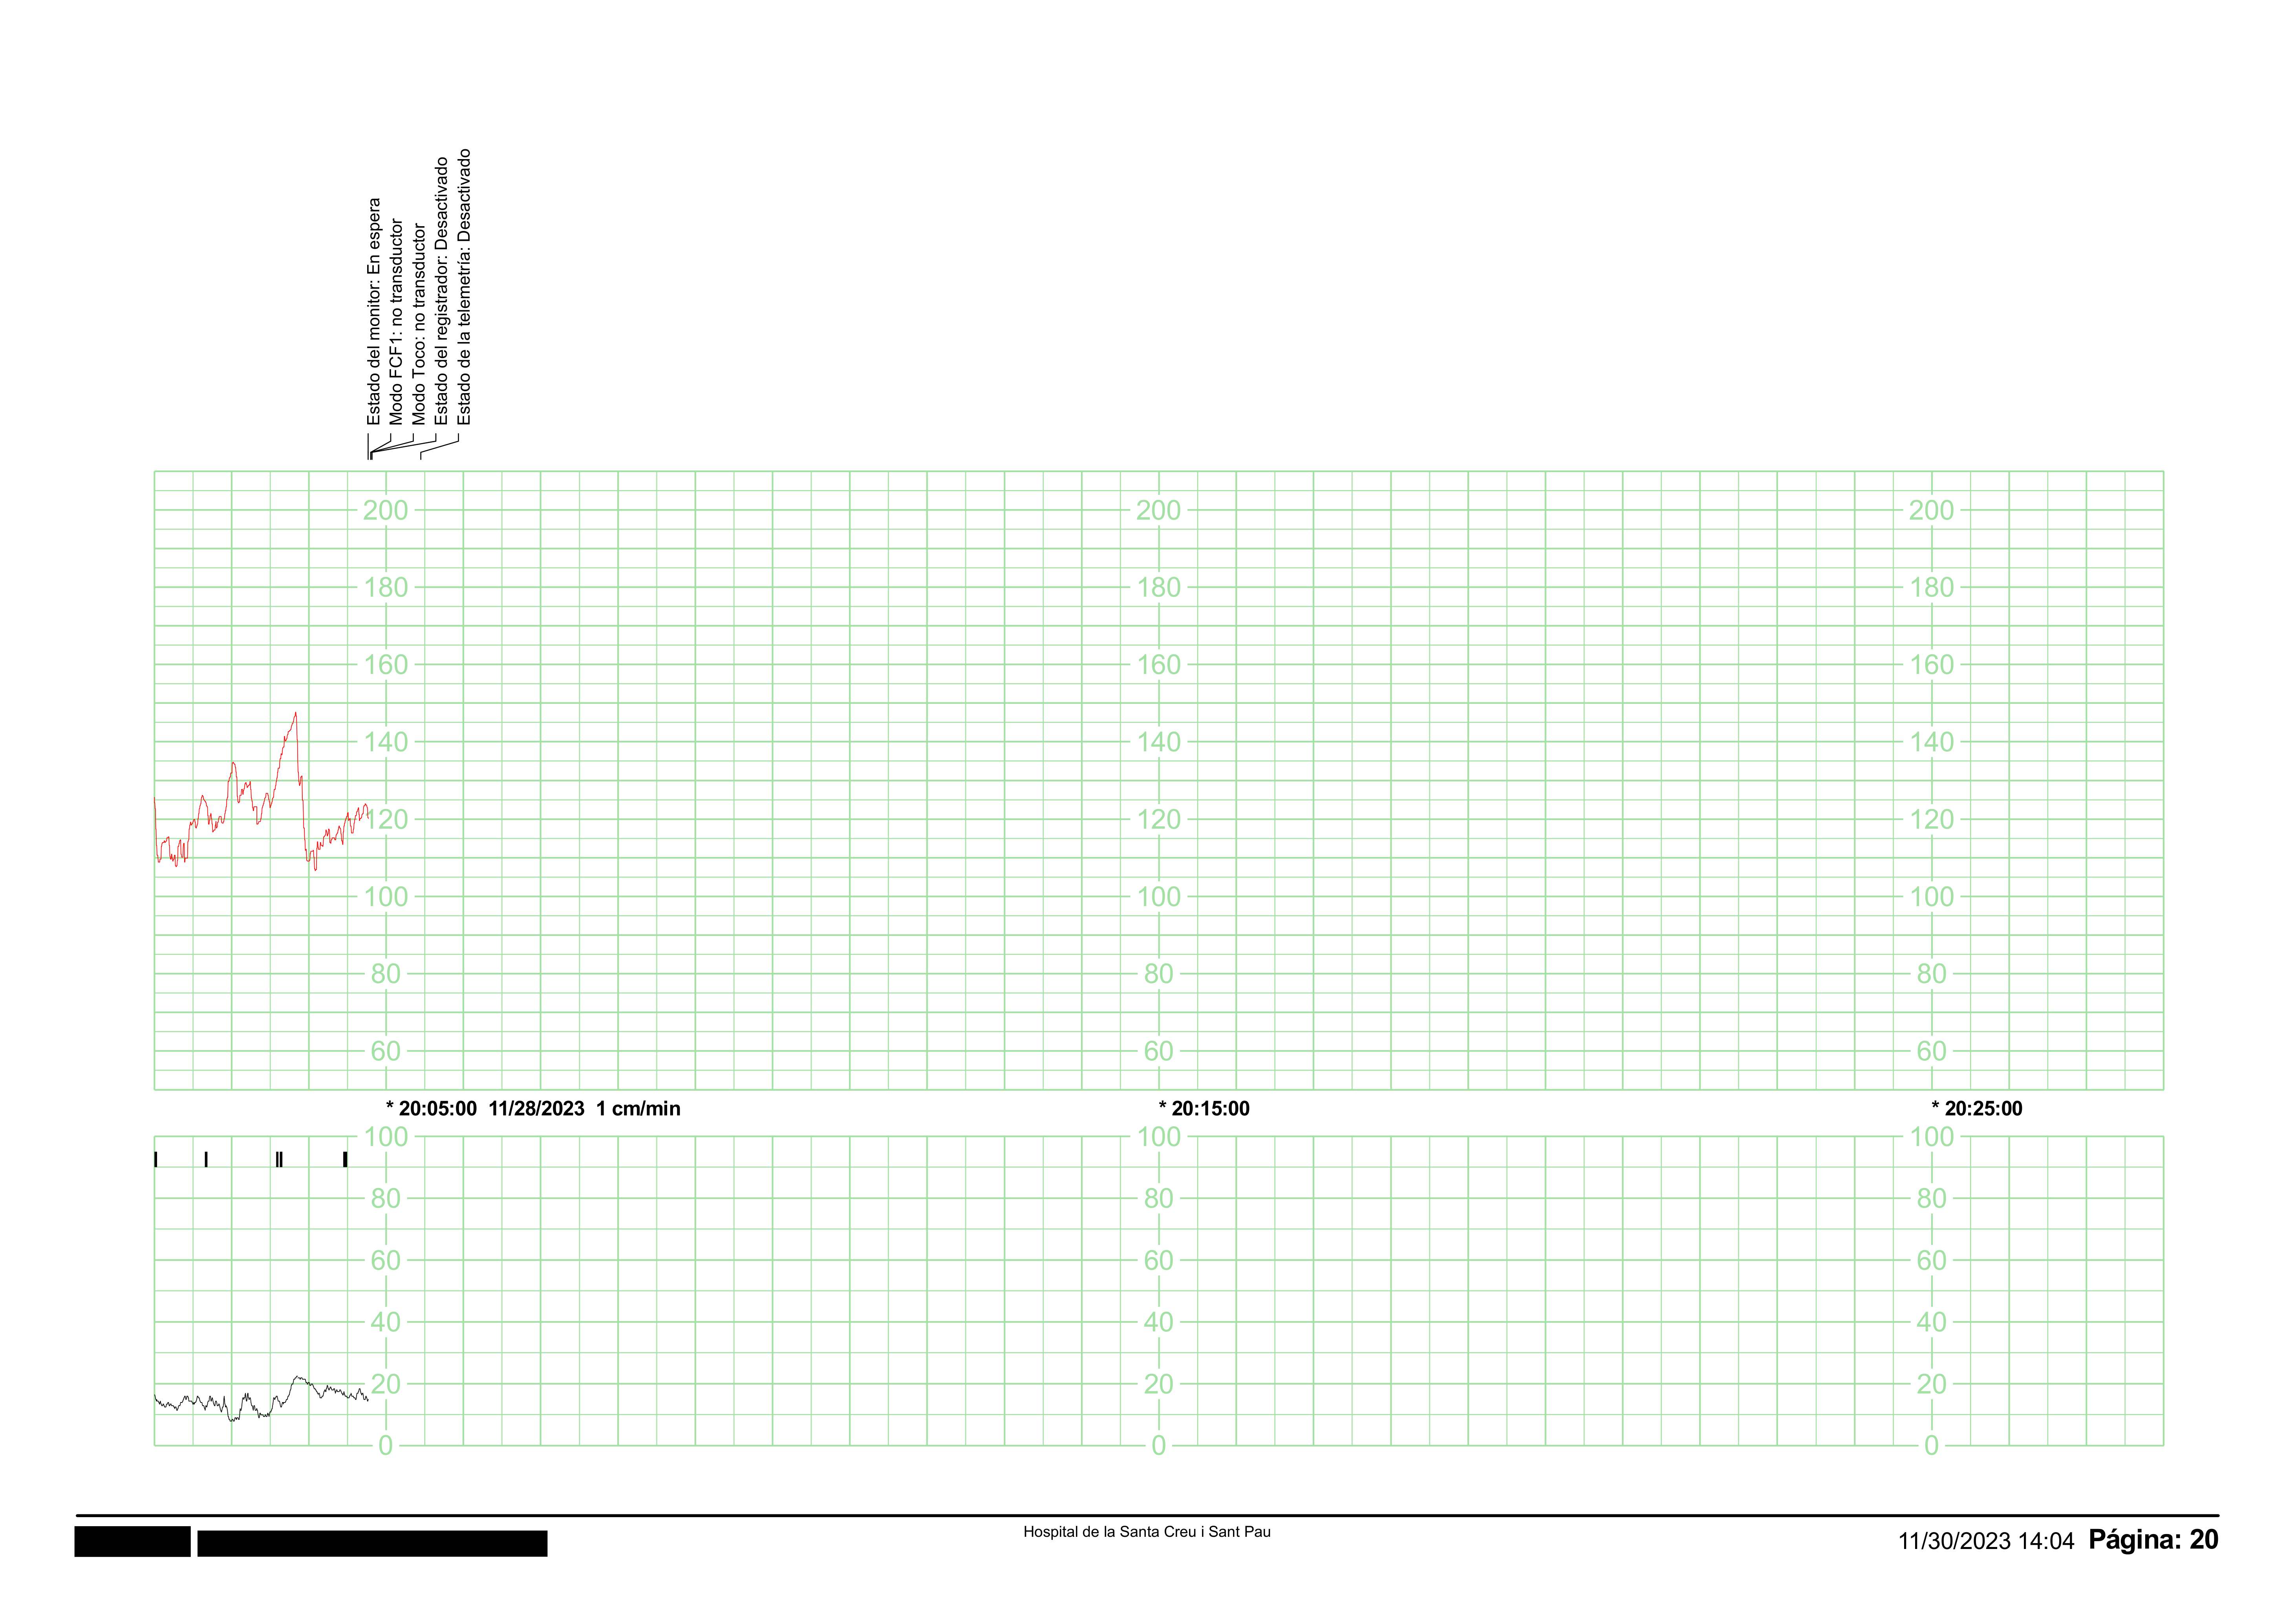 Estado del monitor: En espera
Modo FCF1: no transductor
Modo Toco: no transductor
Estado del registrador: Desactivado
Estado de la telemetría: Desactivado
200 200 200
180 180 180
160 160 160
140 140 140
120 120 120
100 100 100
80 80 80
60 60 60
* 20:05:00 11/28/2023 1 cm/min * 20:15:00 * 20:25:00
100 100 100
80 80 80
60 60 60
40 40 40
20 20 20
0 0 0
Hospital de la Santa Creu i Sant Pau
11/30/2023 14:04 Página: 20